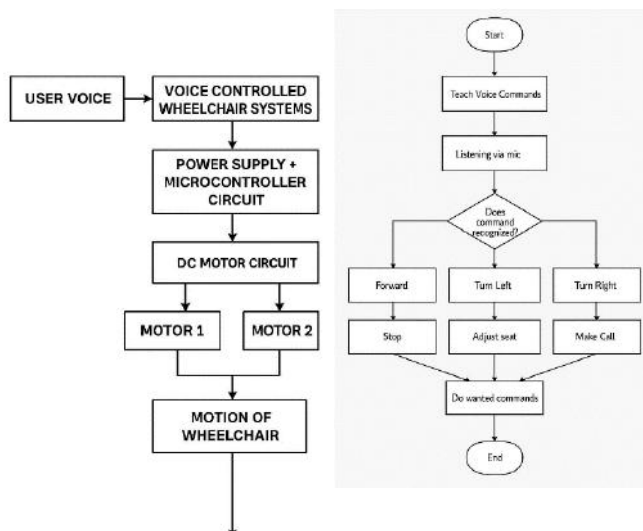 USER VOICE
VOICE CONTROLLED
WHEELCHAIR SYSTEMS
POWER SUPPLY +
MICROCONTROLLER
CIRCUIT
DC MOTOR CIRCUIT
MOTOR 1
MOTOR 2
MOTION OF
WHEELCHAIR
Start
Teach Voice Commands
Listening via mic
Does
command
recognized?
Forward
Turn Left
Turn Right
Stop
Adjust seat
Make Call
Do wanted commands
End